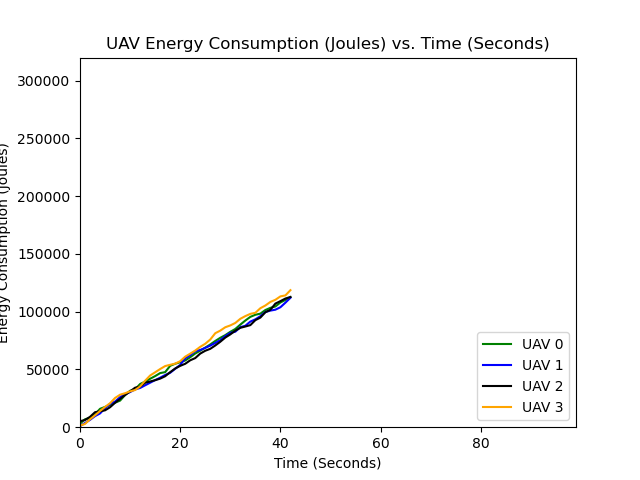 UAV Energy Consumption (Joules) vs. Time (Seconds)
300000
250000
200000
150000
100000
50000
0
Energy Consumption (Joules)
0 20 40 60 80
Time (Seconds)
UAV 0
UAV 1
UAV 2
UAV 3